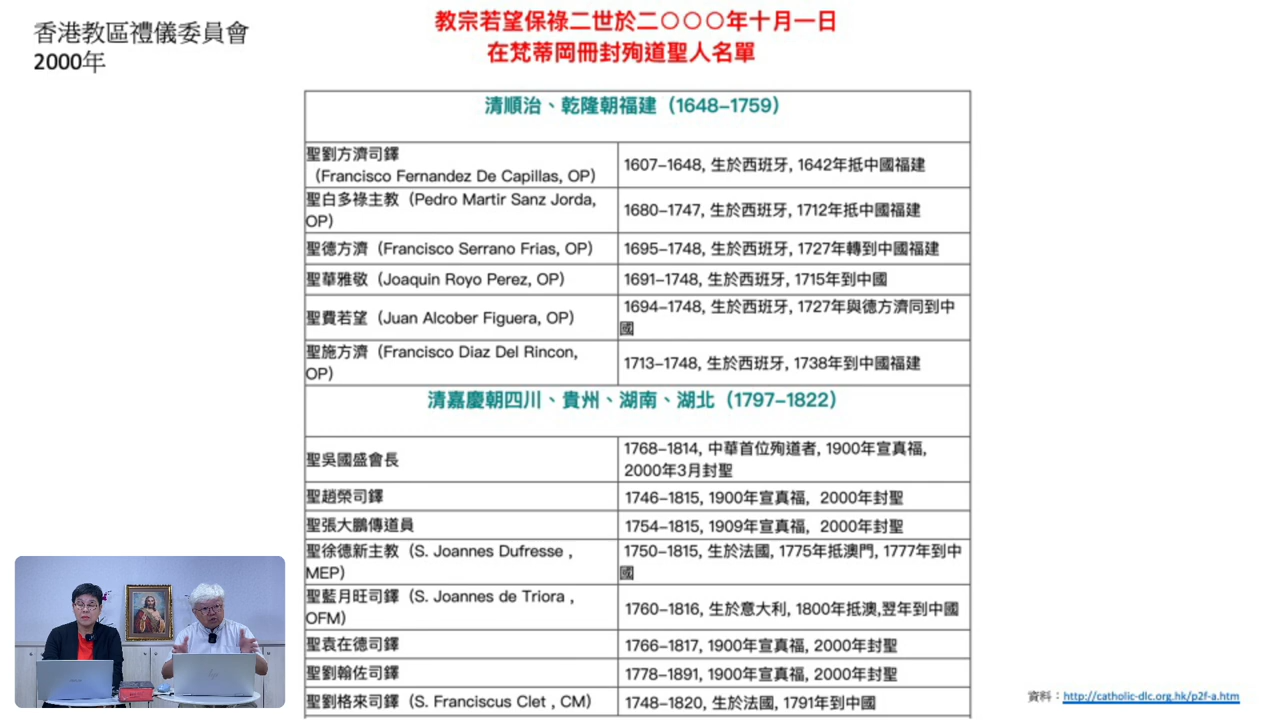 香港教區禮儀委員會
2000年
教宗若望保祿二世於二〇〇〇年十月一日
在梵蒂岡冊封殉道聖人名單
清順治、乾隆朝福建（1648–1759）
聖劉方濟司鐸
（Francisco Fernandez De Capillas, OP）
1607–1648, 生於西班牙, 1642年抵中國福建
聖白多祿主教（Pedro Martir Sanz Jorda,
OP）
1680–1747, 生於西班牙, 1712年抵中國福建
聖德方濟（Francisco Serrano Frias, OP）
1695–1748, 生於西班牙, 1727年轉到中國福建
聖華雅敬（Joaquin Royo Perez, OP）
1691–1748, 生於西班牙, 1715年到中國
聖費若望（Juan Alcober Figuera, OP）
1694–1748, 生於西班牙, 1727年與德方濟同到中
國
聖施方濟（Francisco Diaz Del Rincon,
OP）
1713–1748, 生於西班牙, 1738年到中國福建
清嘉慶朝四川、貴州、湖南、湖北（1797–1822）
聖吳國盛會長
1768–1814, 中華首位殉道者, 1900年宣真福,
2000年3月封聖
聖趙榮司鐸
1746–1815, 1900年宣真福, 2000年封聖
聖張大鵬傳道員
1754–1815, 1909年宣真福, 2000年封聖
聖徐德新主教（S. Joannes Dufresse ,
MEP）
1750–1815, 生於法國, 1775年抵澳門, 1777年到中
國
聖藍月旺司鐸（S. Joannes de Triora ,
OFM）
1760–1816, 生於意大利, 1800年抵澳,翌年到中國
聖袁在德司鐸
1766–1817, 1900年宣真福, 2000年封聖
聖劉翰佐司鐸
1778–1891, 1900年宣真福, 2000年封聖
聖劉格來司鐸（S. Franciscus Clet , CM）
1748–1820, 生於法國, 1791年到中國
資料：http://catholic-dlc.org.hk/p2f-a.htm